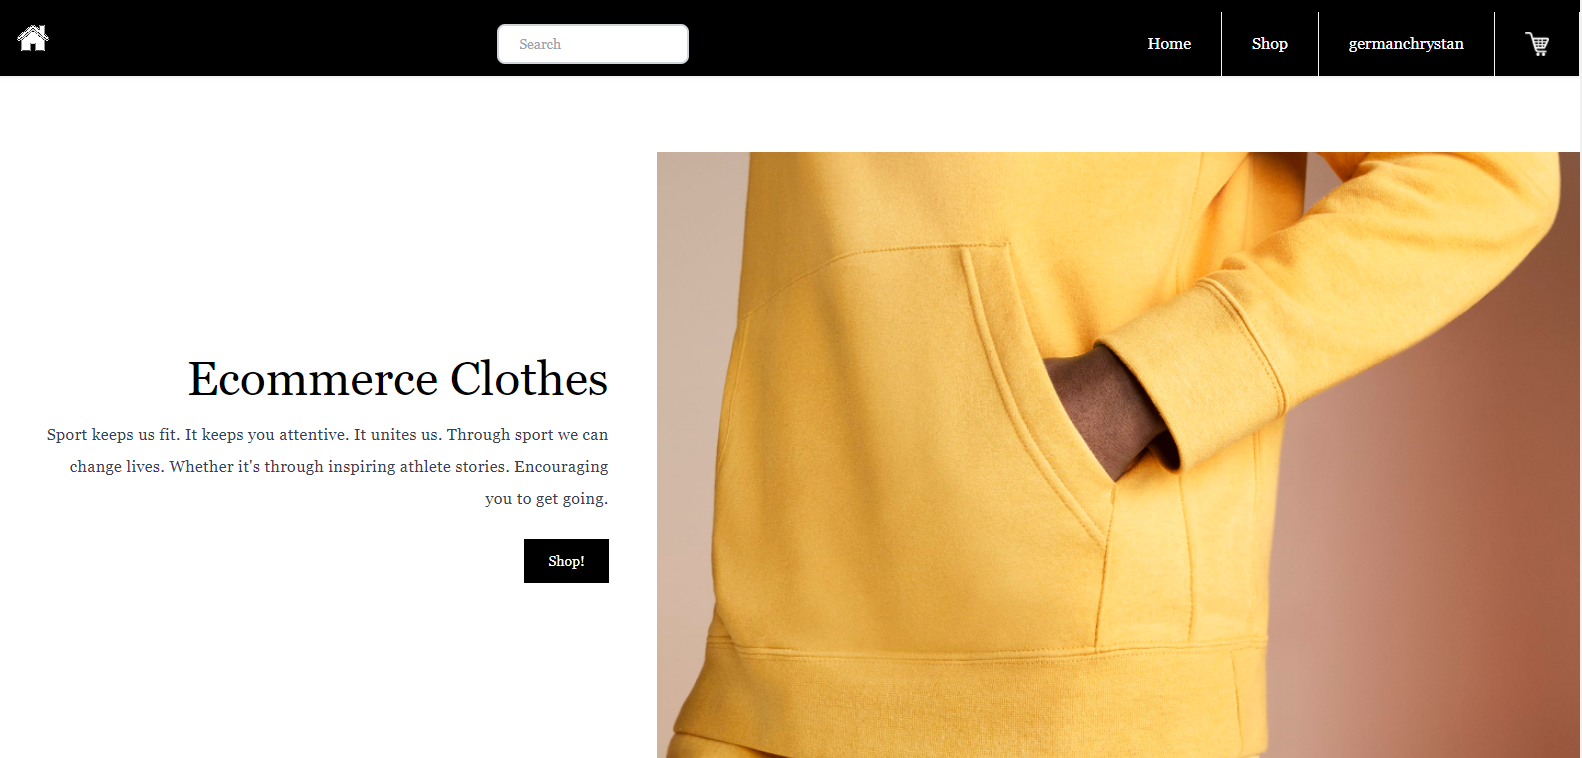 Search
Home
Shop
germanchrystan
Ecommerce Clothes
Sport keeps us fit. It keeps you attentive. It unites us. Through sport we can
change lives. Whether it's through inspiring athlete stories. Encouraging
you to get going.
Shop!